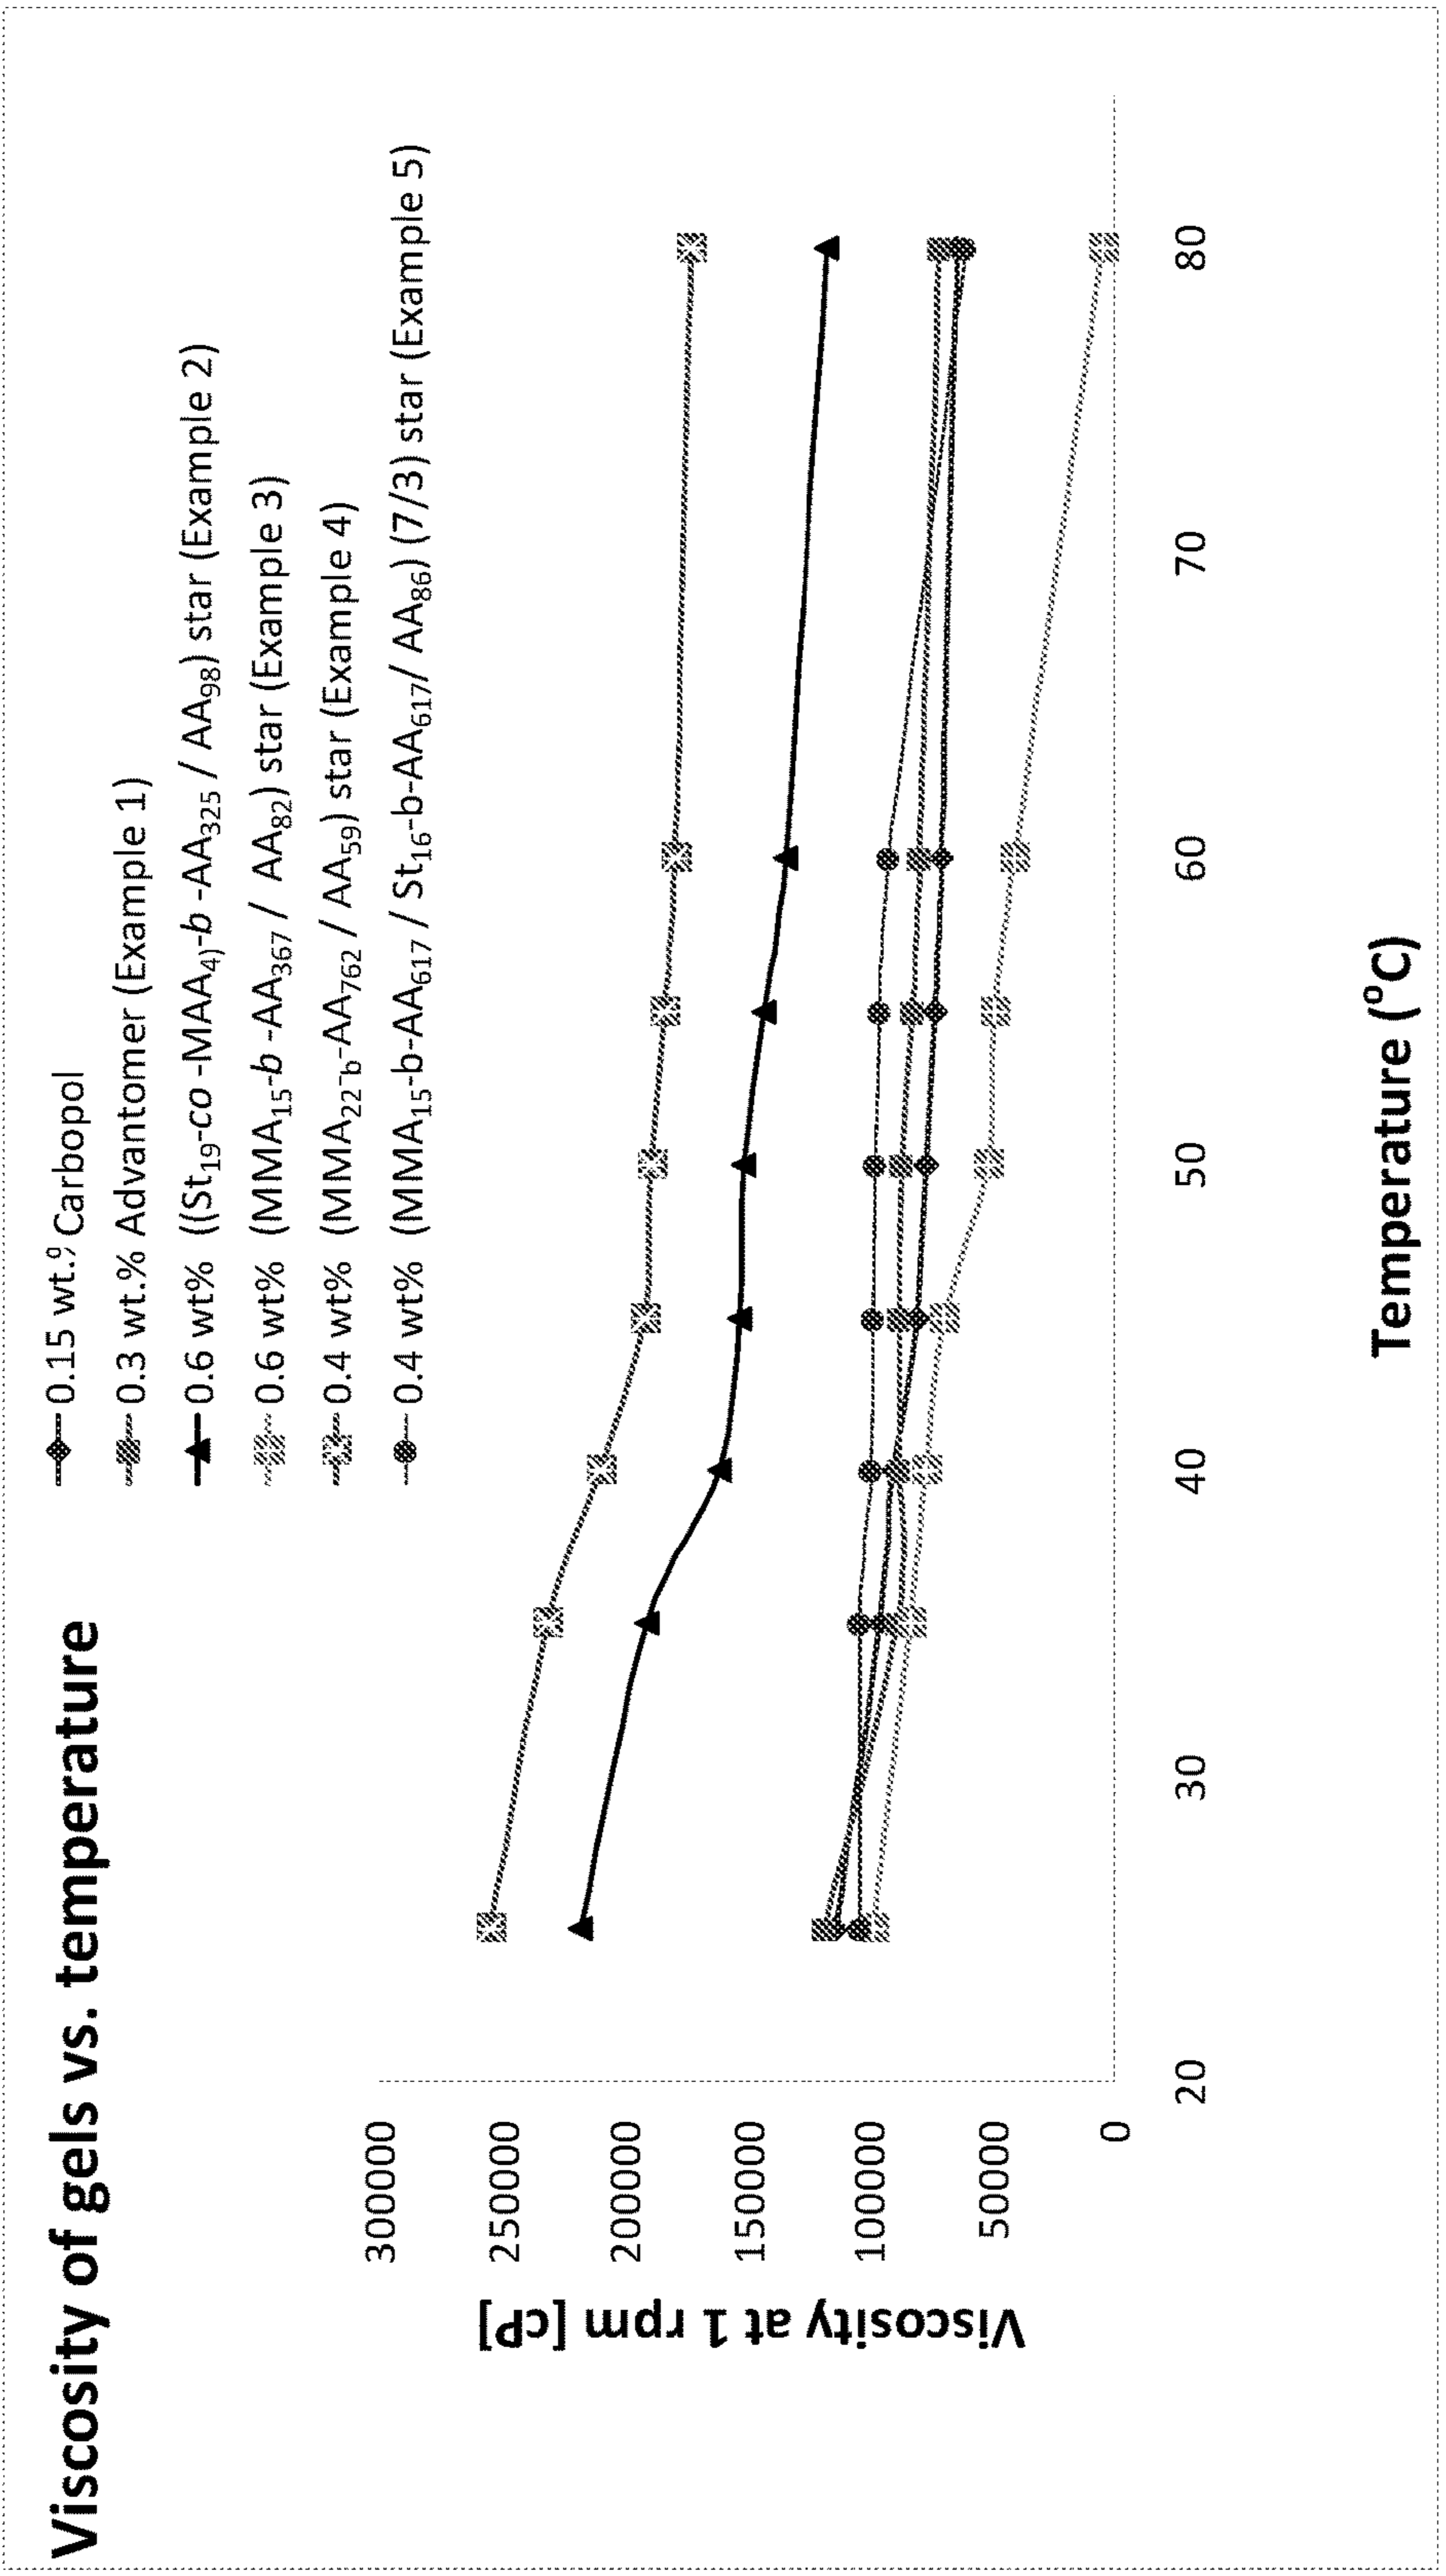 Viscosity of gels vs. temperature
0.15 wt.% Carbopol
0.3 wt.% Advantomer (Example 1)
0.6 wt% ((St19-co -MAA4)-b -AA325 / AA98) star (Example 2)
0.6 wt% (MMA15-b -AA367 / AA82) star (Example 3)
0.4 wt% (MMA22-b-AA762 / AA59) star (Example 4)
0.4 wt% (MMA15-b-AA617 / St16-b-AA617/ AA86) (7/3) star (Example 5)
300000
250000
200000
150000
100000
50000
0
Viscosity at 1 rpm [cP]
20 30 40 50 60 70 80
Temperature (°C)